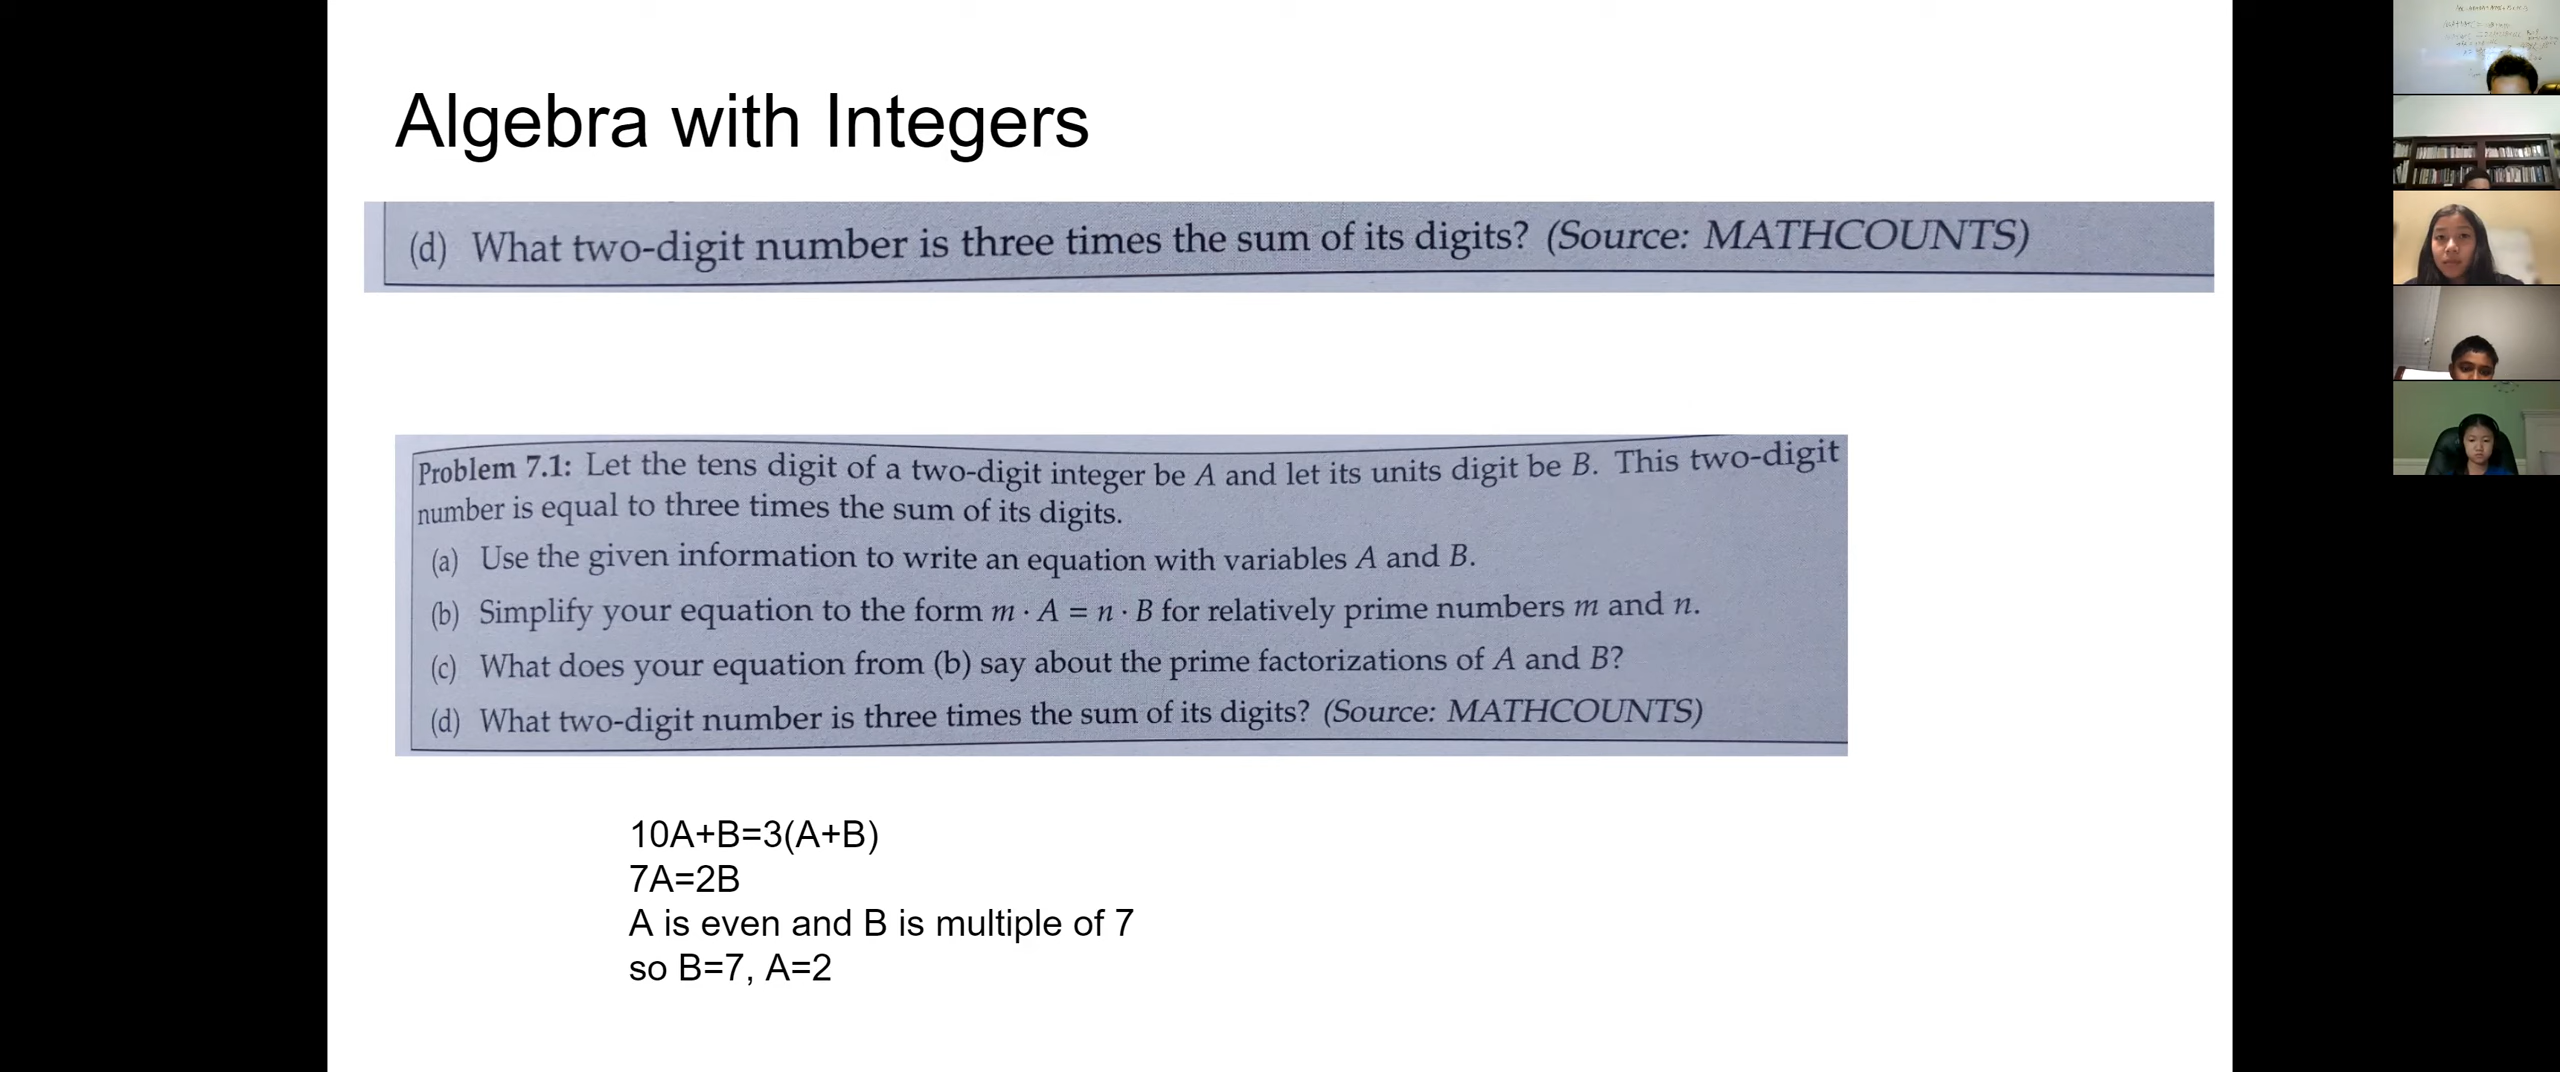 Algebra with Integers
(d) What two-digit number is three times the sum of its digits? (Source: MATHCOUNTS)
Problem 7.1: Let the tens digit of a two-digit integer be A and let its units digit be B. This two-digit
number is equal to three times the sum of its digits.
(a) Use the given information to write an equation with variables A and B.
(b) Simplify your equation to the form m · A = n · B for relatively prime numbers m and n.
(c) What does your equation from (b) say about the prime factorizations of A and B?
(d) What two-digit number is three times the sum of its digits? (Source: MATHCOUNTS)
10A+B=3(A+B)
7A=2B
A is even and B is multiple of 7
so B=7, A=2